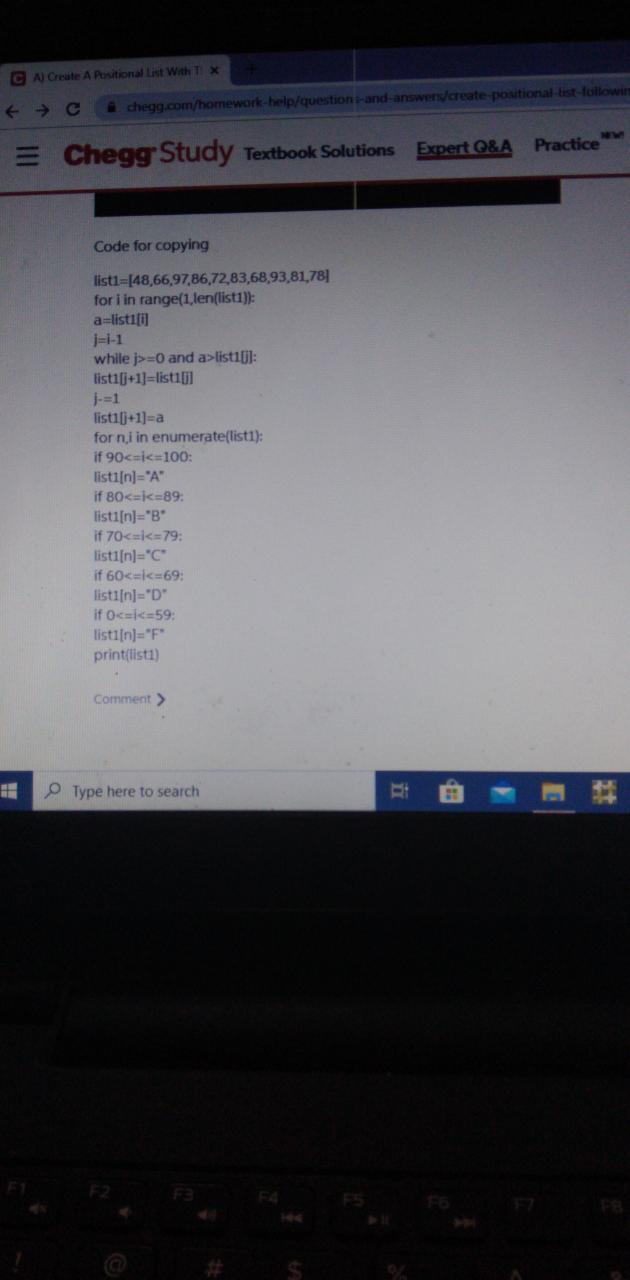 A) Create A Positional List With T
chegg.com/homework-help/questions-and-answers/create-positional-list-followin
Chegg Study Textbook Solutions Expert Q&A Practice NEW!
Code for copying
list1=[48,66,97,86,72,83,68,93,81,78]
for i in range(1,len(list1)):
a=list1[i]
j=i-1
while j>=0 and a>list1[j]:
list1[j+1]=list1[j]
j-=1
list1[j+1]=a
for n,i in enumerate(list1):
if 90<=i<=100:
list1[n]="A"
if 80<=i<=89:
list1[n]="B"
if 70<=i<=79:
list1[n]="C"
if 60<=i<=69:
list1[n]="D"
if 0<=i<=59:
list1[n]="F"
print(list1)
Comment
Type here to search
F1 F2 F3 F4 F5 F6 F7 F8
! @ # $ %